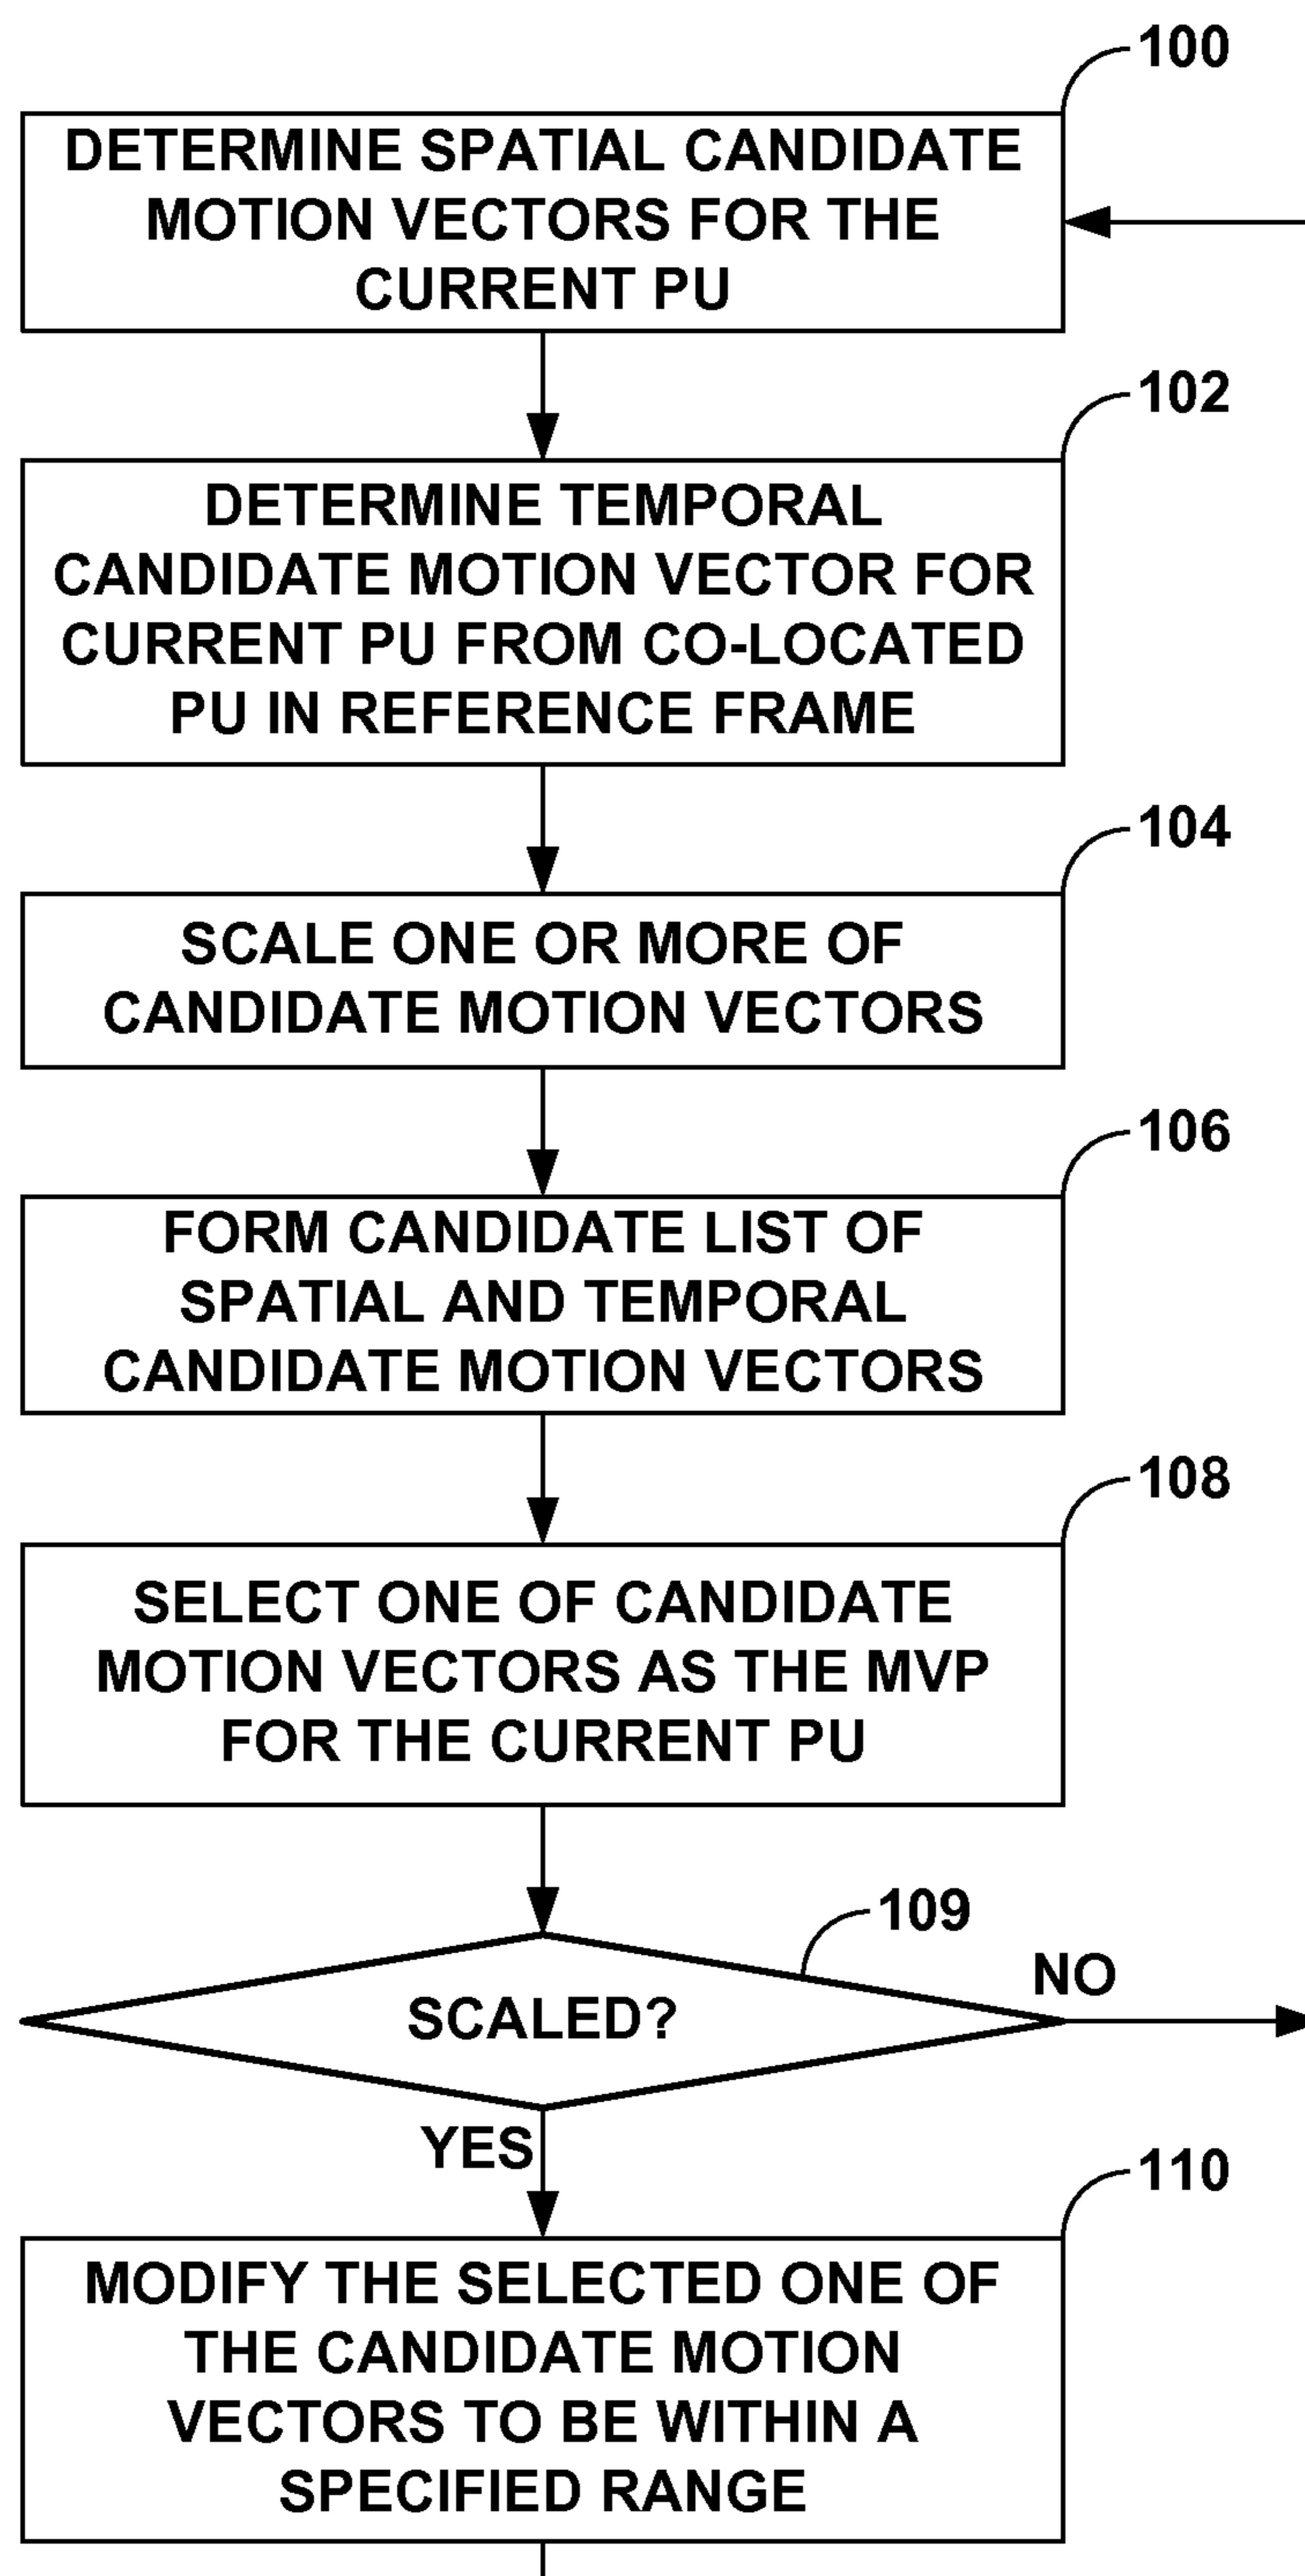 100
DETERMINE SPATIAL CANDIDATE
MOTION VECTORS FOR THE
CURRENT PU
102
DETERMINE TEMPORAL
CANDIDATE MOTION VECTOR FOR
CURRENT PU FROM CO-LOCATED
PU IN REFERENCE FRAME
104
SCALE ONE OR MORE OF
CANDIDATE MOTION VECTORS
106
FORM CANDIDATE LIST OF
SPATIAL AND TEMPORAL
CANDIDATE MOTION VECTORS
108
SELECT ONE OF CANDIDATE
MOTION VECTORS AS THE MVP
FOR THE CURRENT PU
109
NO
SCALED?
YES
110
MODIFY THE SELECTED ONE OF
THE CANDIDATE MOTION
VECTORS TO BE WITHIN A
SPECIFIED RANGE